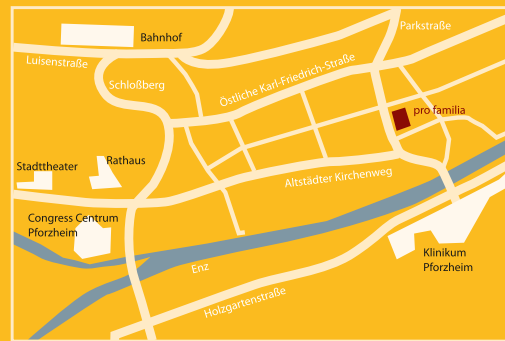 Bahnhof
Parkstraße
Luisenstraße
Schloßberg
Östliche Karl-Friedrich-Straße
pro familia
Stadttheater
Rathaus
Altstädter Kirchenweg
Congress Centrum
Pforzheim
Klinikum
Pforzheim
Enz
Holzgartenstraße